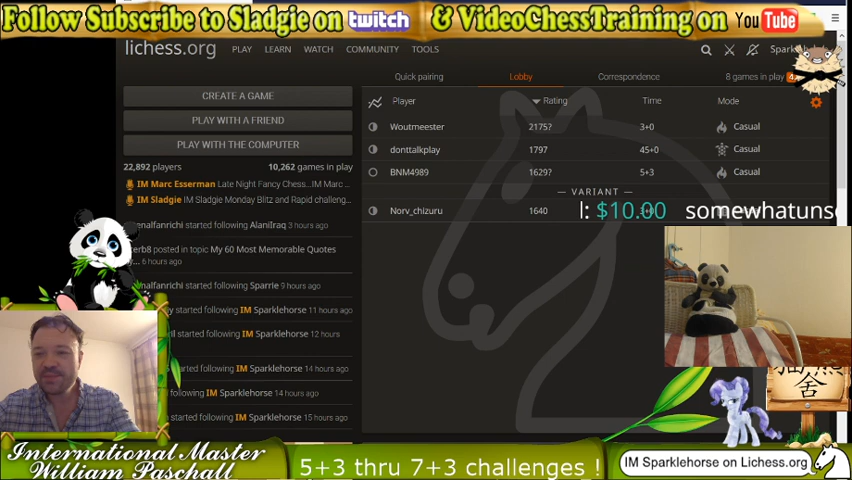 Follow Subscribe to Sladgie on twitch & VideoChessTraining on YouTube
lichess.org PLAY LEARN WATCH COMMUNITY TOOLS
Quick pairing Lobby Correspondence 8 games in play
CREATE A GAME
PLAY WITH A FRIEND
PLAY WITH THE COMPUTER
22,892 players 10,262 games in play
IM Marc Esserman Late Night Fancy Chess...IM Marc ...
IM Sladgie IM Sladgie Monday Blitz and Rapid challeng...
Player Rating Time Mode
Woutmeester 2175? 3+0 Casual
donttalkplay 1797 45+0 Casual
BNM4989 1629? 5+3 Casual
VARIANT
Norv_chizuru 1640
l: $10.00 somewhatunso
started following AlaniIraq 3 hours ago
posted in topic My 60 Most Memorable Quotes
6 hours ago
started following Sparrie 9 hours ago
started following IM Sparklehorse 11 hours ago
started following IM Sparklehorse 12 hours
started following IM Sparklehorse 14 hours ago
following IM Sparklehorse 14 hours ago
started following IM Sparklehorse 15 hours ago
舍
International Master
William Paschall
5+3 thru 7+3 challenges !
IM Sparklehorse on Lichess.org